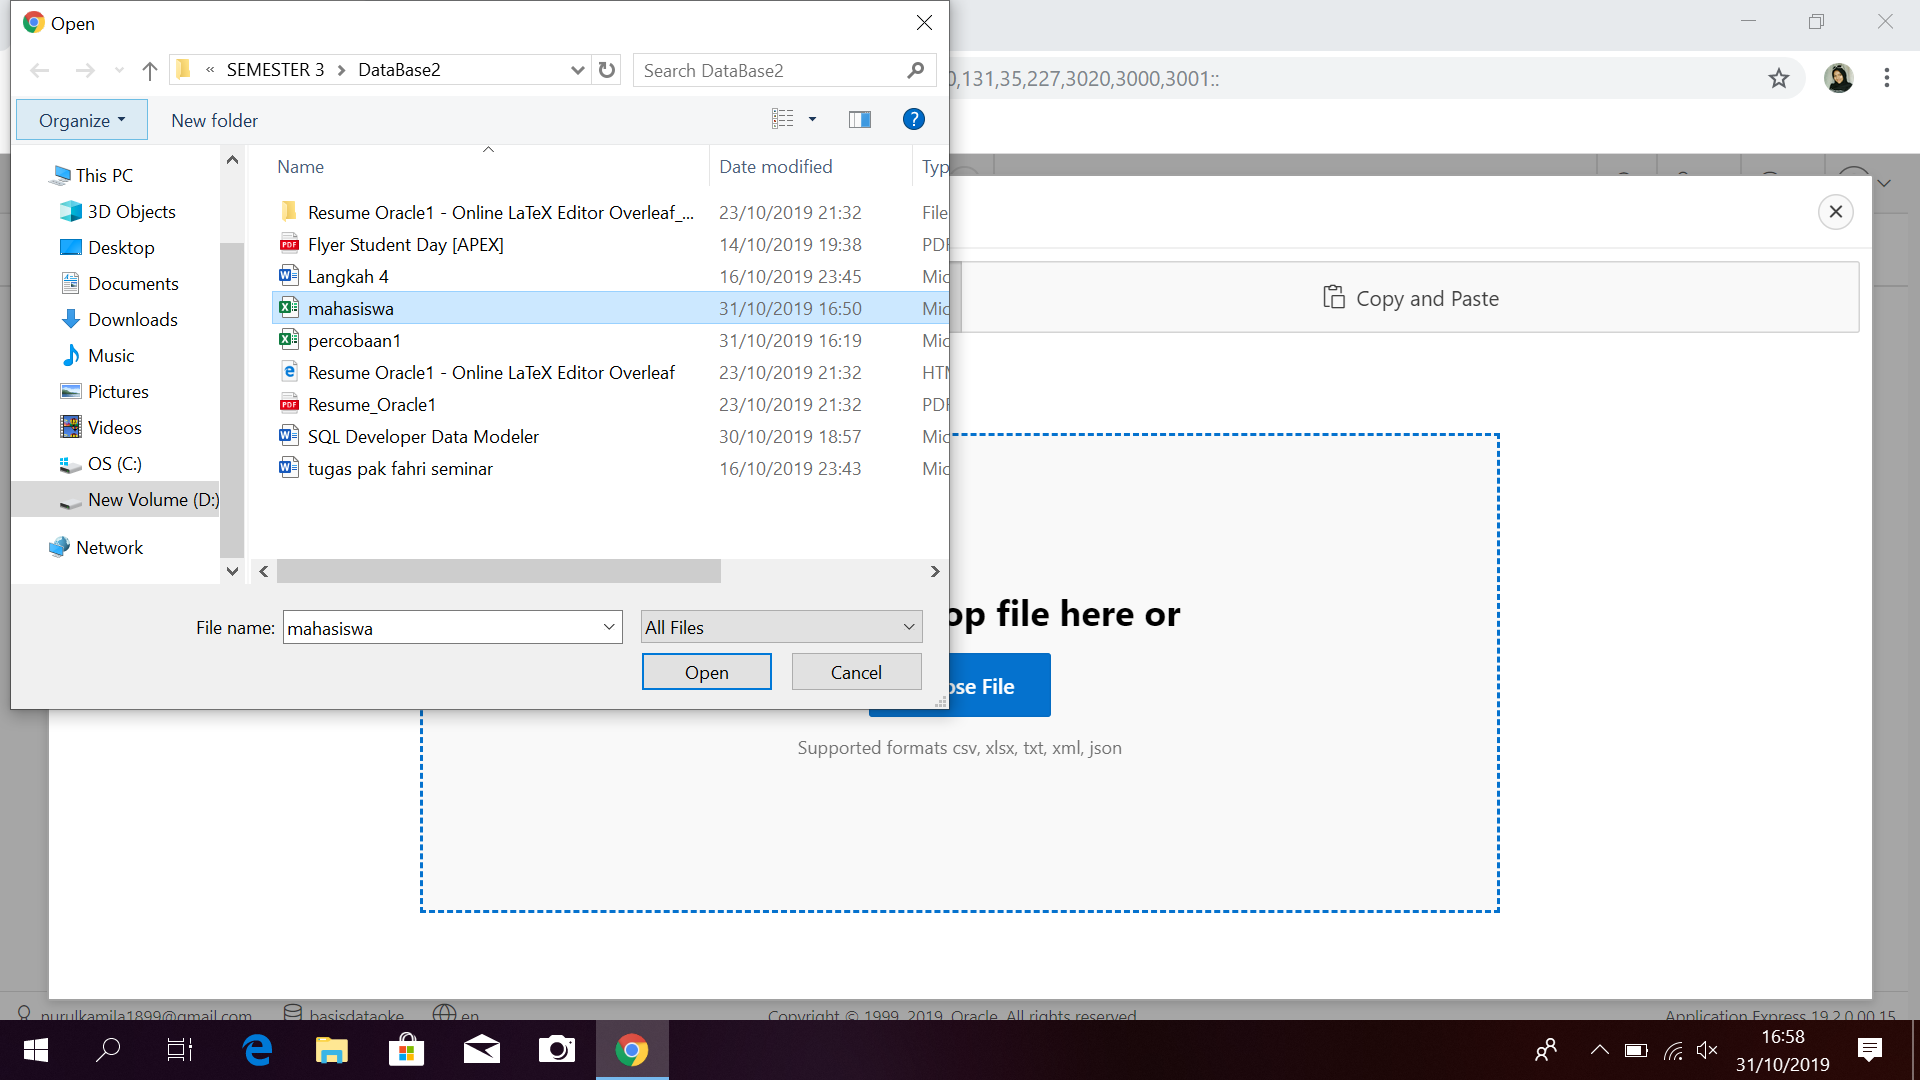 Open
« SEMESTER 3 › DataBase2
Search DataBase2
0,131,35,227,3020,3000,3001::
Organize
New folder
?
This PC
3D Objects
Desktop
Documents
Downloads
Music
Pictures
Videos
OS (C:)
New Volume (D:)
Network
Name Date modified Typ
Resume Oracle1 - Online LaTeX Editor Overleaf_... 23/10/2019 21:32 File
Flyer Student Day [APEX] 14/10/2019 19:38 PDF
Langkah 4 16/10/2019 23:45 Mic
mahasiswa 31/10/2019 16:50 Mic
percobaan1 31/10/2019 16:19 Mic
Resume Oracle1 - Online LaTeX Editor Overleaf 23/10/2019 21:32 HTM
Resume_Oracle1 23/10/2019 21:32 PDF
SQL Developer Data Modeler 30/10/2019 18:57 Mic
tugas pak fahri seminar 16/10/2019 23:43 Mic
File name: mahasiswa
All Files
Open
Cancel
Copy and Paste
op file here or
ose File
Supported formats csv, xlsx, txt, xml, json
nurulkamila1899@gmail.com
basisdataoke
en
Copyright © 1999, 2019, Oracle. All rights reserved.
Application Express 19.2.0.00.15
16:58
31/10/2019